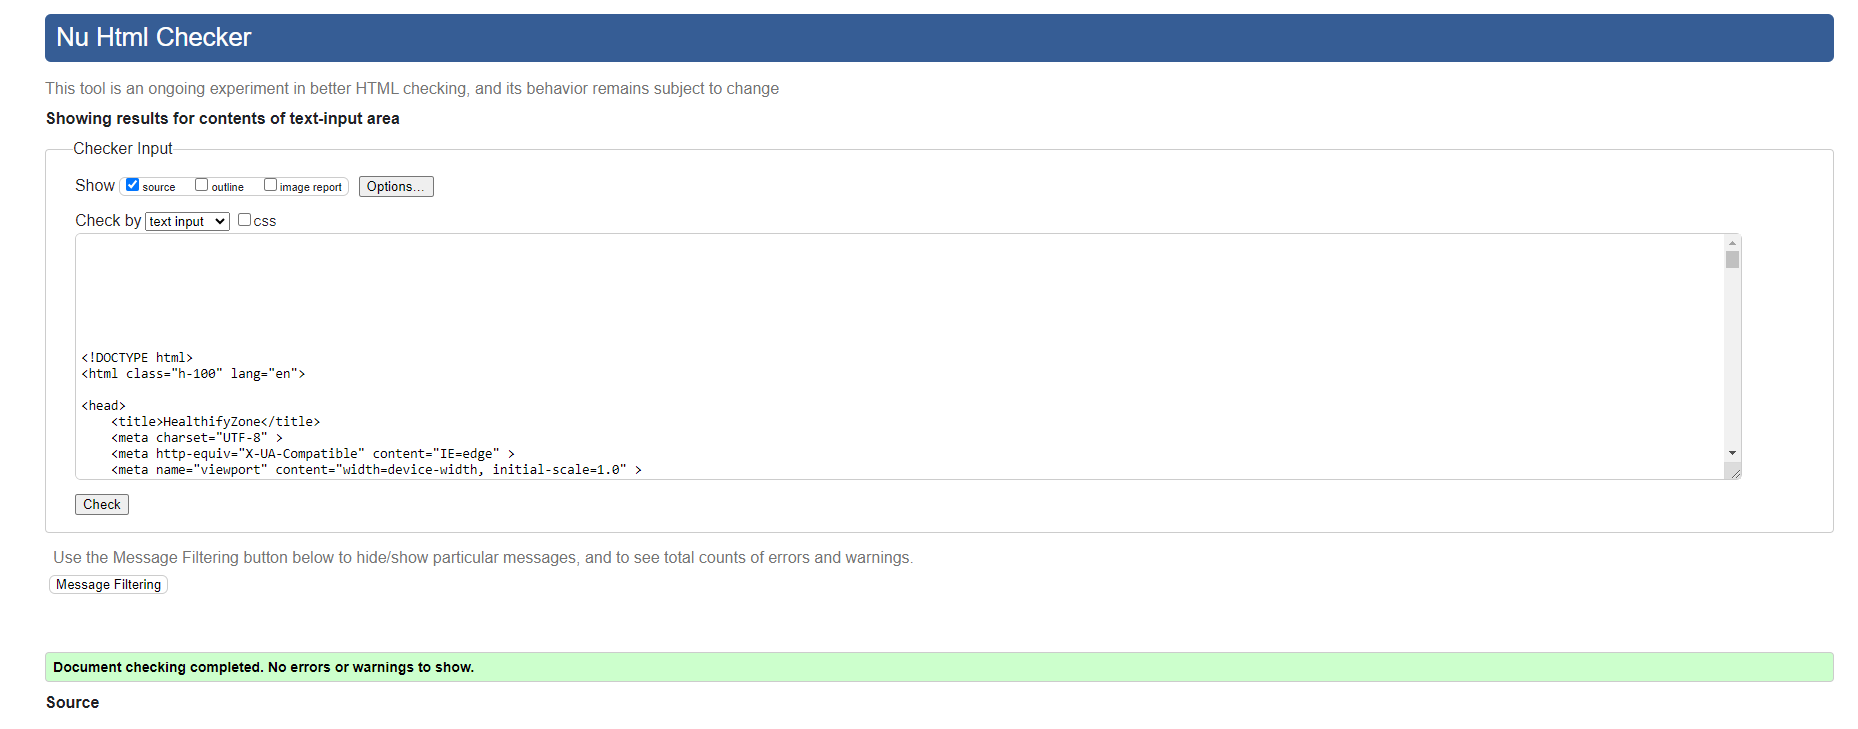 Nu Html Checker
This tool is an ongoing experiment in better HTML checking, and its behavior remains subject to change
Showing results for contents of text-input area
Checker Input
Show source outline image report Options...
Check by text input css
<!DOCTYPE html>
<html class="h-100" lang="en">
<head>
<title>HealthifyZone</title>
<meta charset="UTF-8" >
<meta http-equiv="X-UA-Compatible" content="IE=edge" >
<meta name="viewport" content="width=device-width, initial-scale=1.0" >
Check
Use the Message Filtering button below to hide/show particular messages, and to see total counts of errors and warnings.
Message Filtering
Document checking completed. No errors or warnings to show.
Source